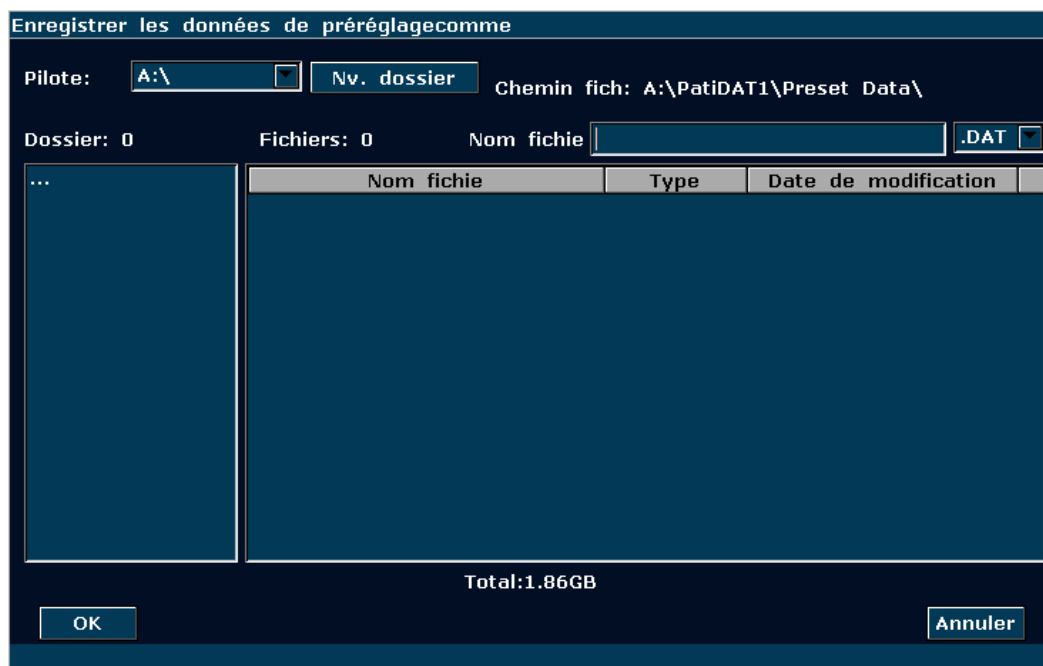 Enregistrer les données de préréglagecomme
Pilote: A:\ Nv. dossier Chemin fich: A:\PatiDAT1\Preset Data\
Dossier: 0 Fichiers: 0 Nom fichie .DAT
... Nom fichie Type Date de modification
Total:1.86GB
OK Annuler